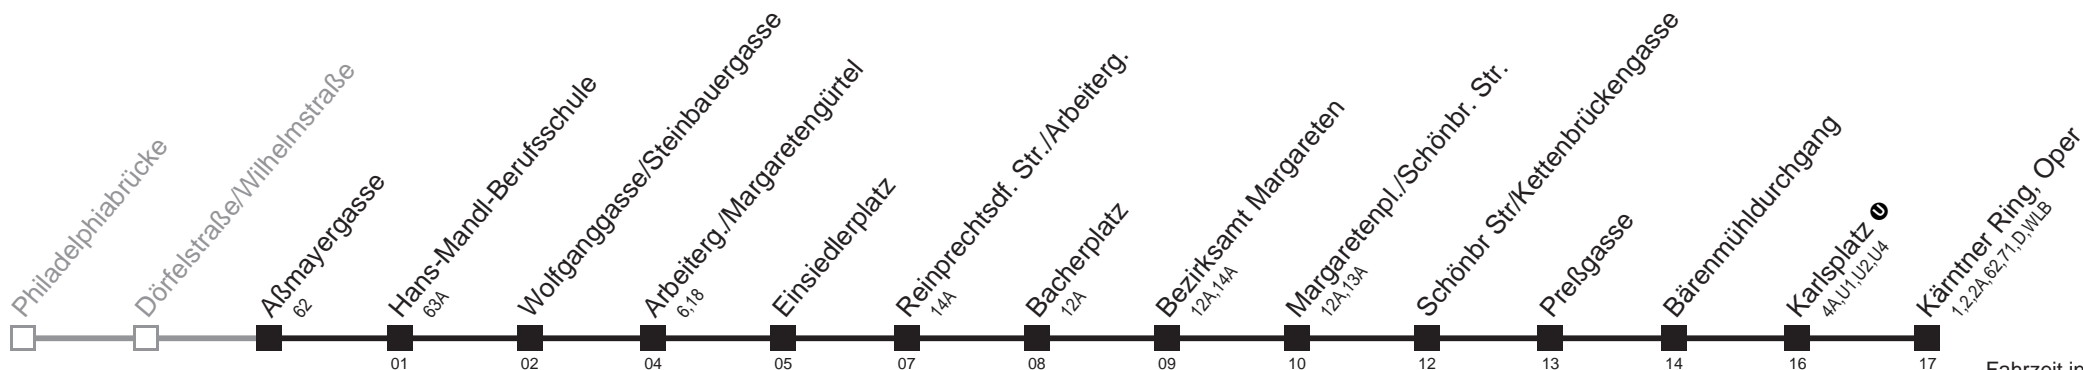 Philadelphiabrücke
Dörfelstraße/Wilhelmstraße
Aßmayergasse
62
Hans-Mandl-Berufsschule
63A
Wolfganggasse/Steinbauergasse
Arbeiterg./Margaretengürtel
6,18
Einsiedlerplatz
Reinprechtsdf. Str./Arbeiterg.
14A
Bacherplatz
12A
Bezirksamt Margareten
12A,14A
Margaretenpl./Schönbr. Str.
12A,13A
Schönbr Str/Kettenbrückengasse
Preßgasse
Bärenmühldurchgang
Karlsplatz U
4A,U1,U2,U4
Kärntner Ring, Oper
1,2,2A,62,71,D,WLB
01 02 04 05 07 08 09 10 12 13 14 16 17
Fahrzeit in